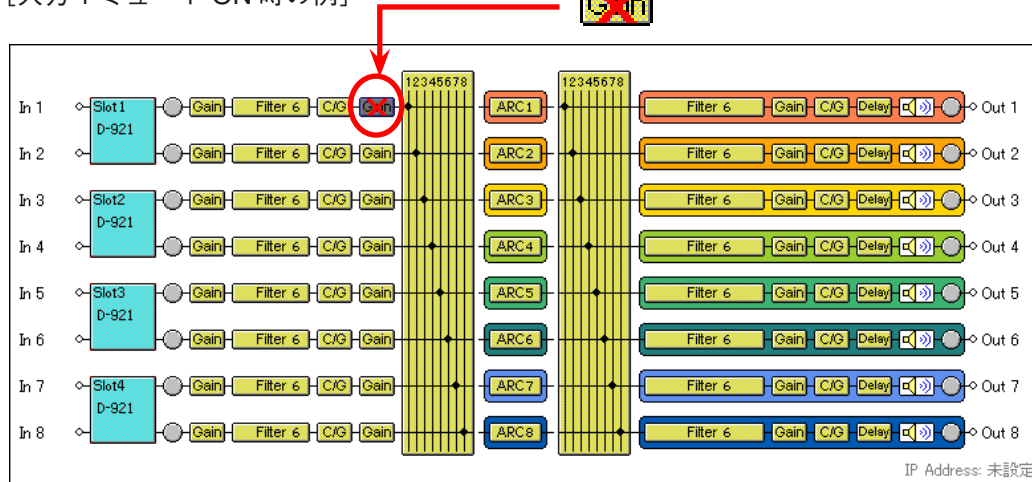 [入力 1 ミュート ON 時の例]
Gain
12345678 12345678
In 1 Slot1 Gain Filter 6 C/G Gain ARC1 Filter 6 Gain C/G Delay Out 1
D-921
In 2 Gain Filter 6 C/G Gain ARC2 Filter 6 Gain C/G Delay Out 2
In 3 Slot2 Gain Filter 6 C/G Gain ARC3 Filter 6 Gain C/G Delay Out 3
D-921
In 4 Gain Filter 6 C/G Gain ARC4 Filter 6 Gain C/G Delay Out 4
In 5 Slot3 Gain Filter 6 C/G Gain ARC5 Filter 6 Gain C/G Delay Out 5
D-921
In 6 Gain Filter 6 C/G Gain ARC6 Filter 6 Gain C/G Delay Out 6
In 7 Slot4 Gain Filter 6 C/G Gain ARC7 Filter 6 Gain C/G Delay Out 7
D-921
In 8 Gain Filter 6 C/G Gain ARC8 Filter 6 Gain C/G Delay Out 8
IP Address: 未設定